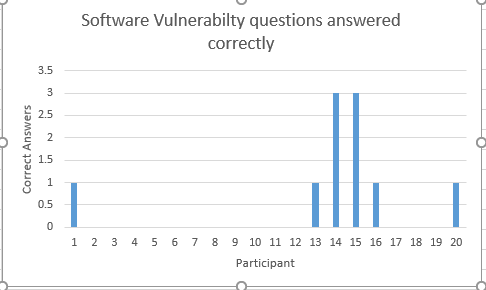 Software Vulnerabilty questions answered
correctly
3.5
3
2.5
2
1.5
1
0.5
0
Correct Answers
1 2 3 4 5 6 7 8 9 10 11 12 13 14 15 16 17 18 19 20
Participant